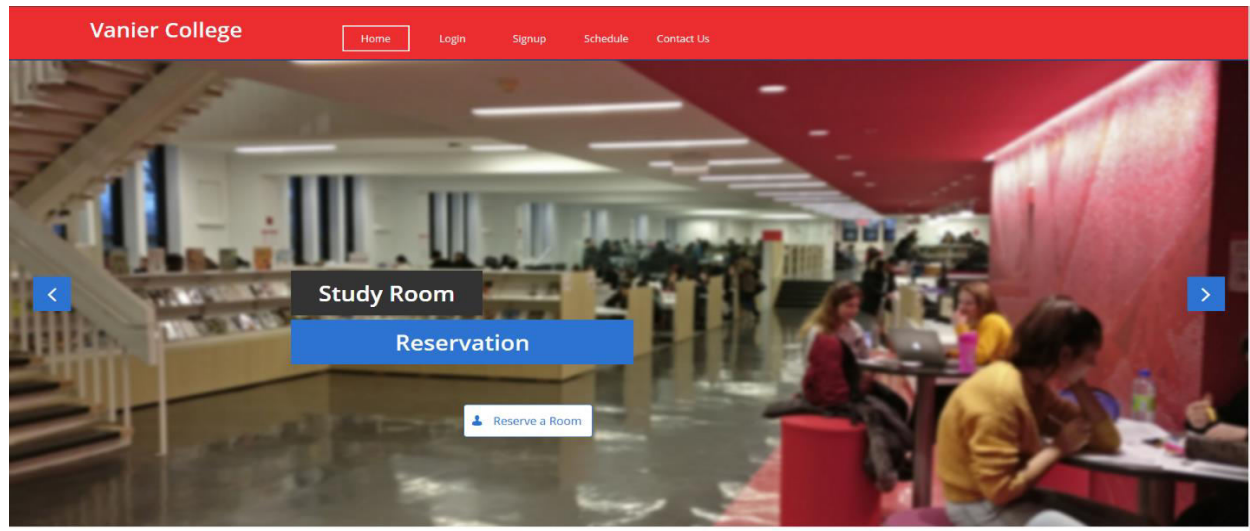 Vanier College
Home Login Signup Schedule Contact Us
Study Room
Reservation
Reserve a Room